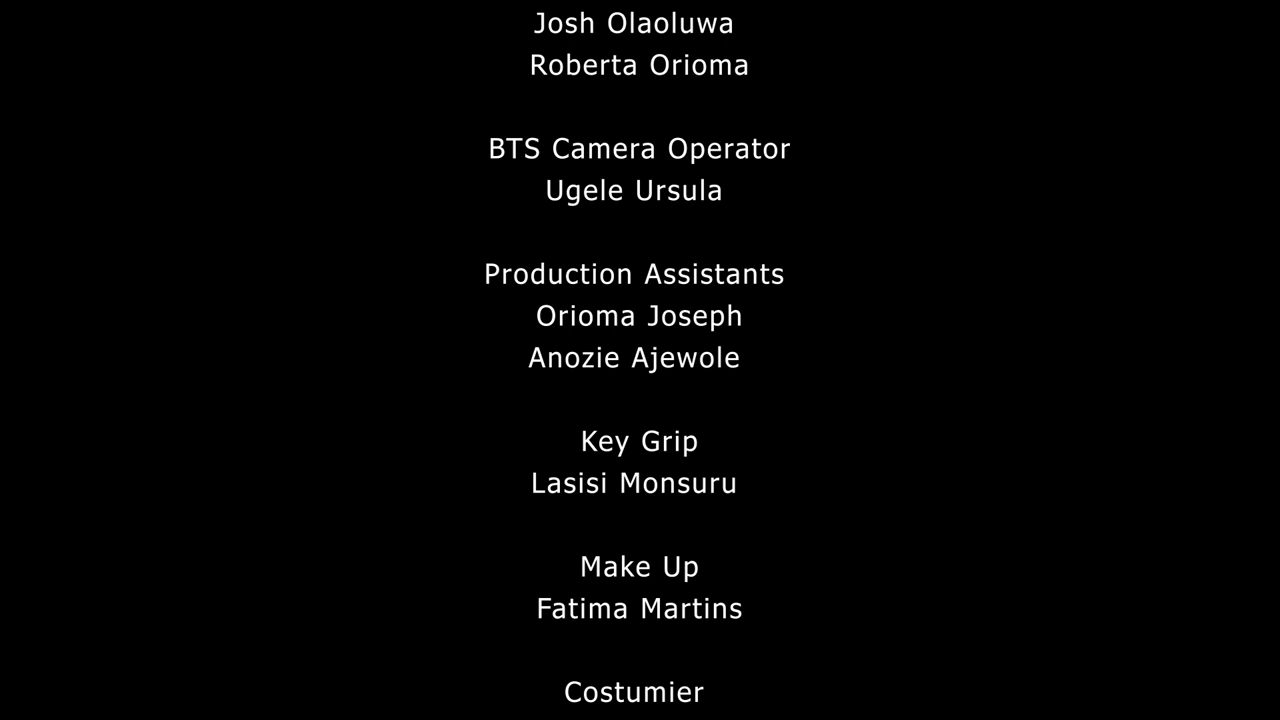 Josh Olaoluwa
Roberta Orioma
BTS Camera Operator
Ugele Ursula
Production Assistants
Orioma Joseph
Anozie Ajewole
Key Grip
Lasisi Monsuru
Make Up
Fatima Martins
Costumier